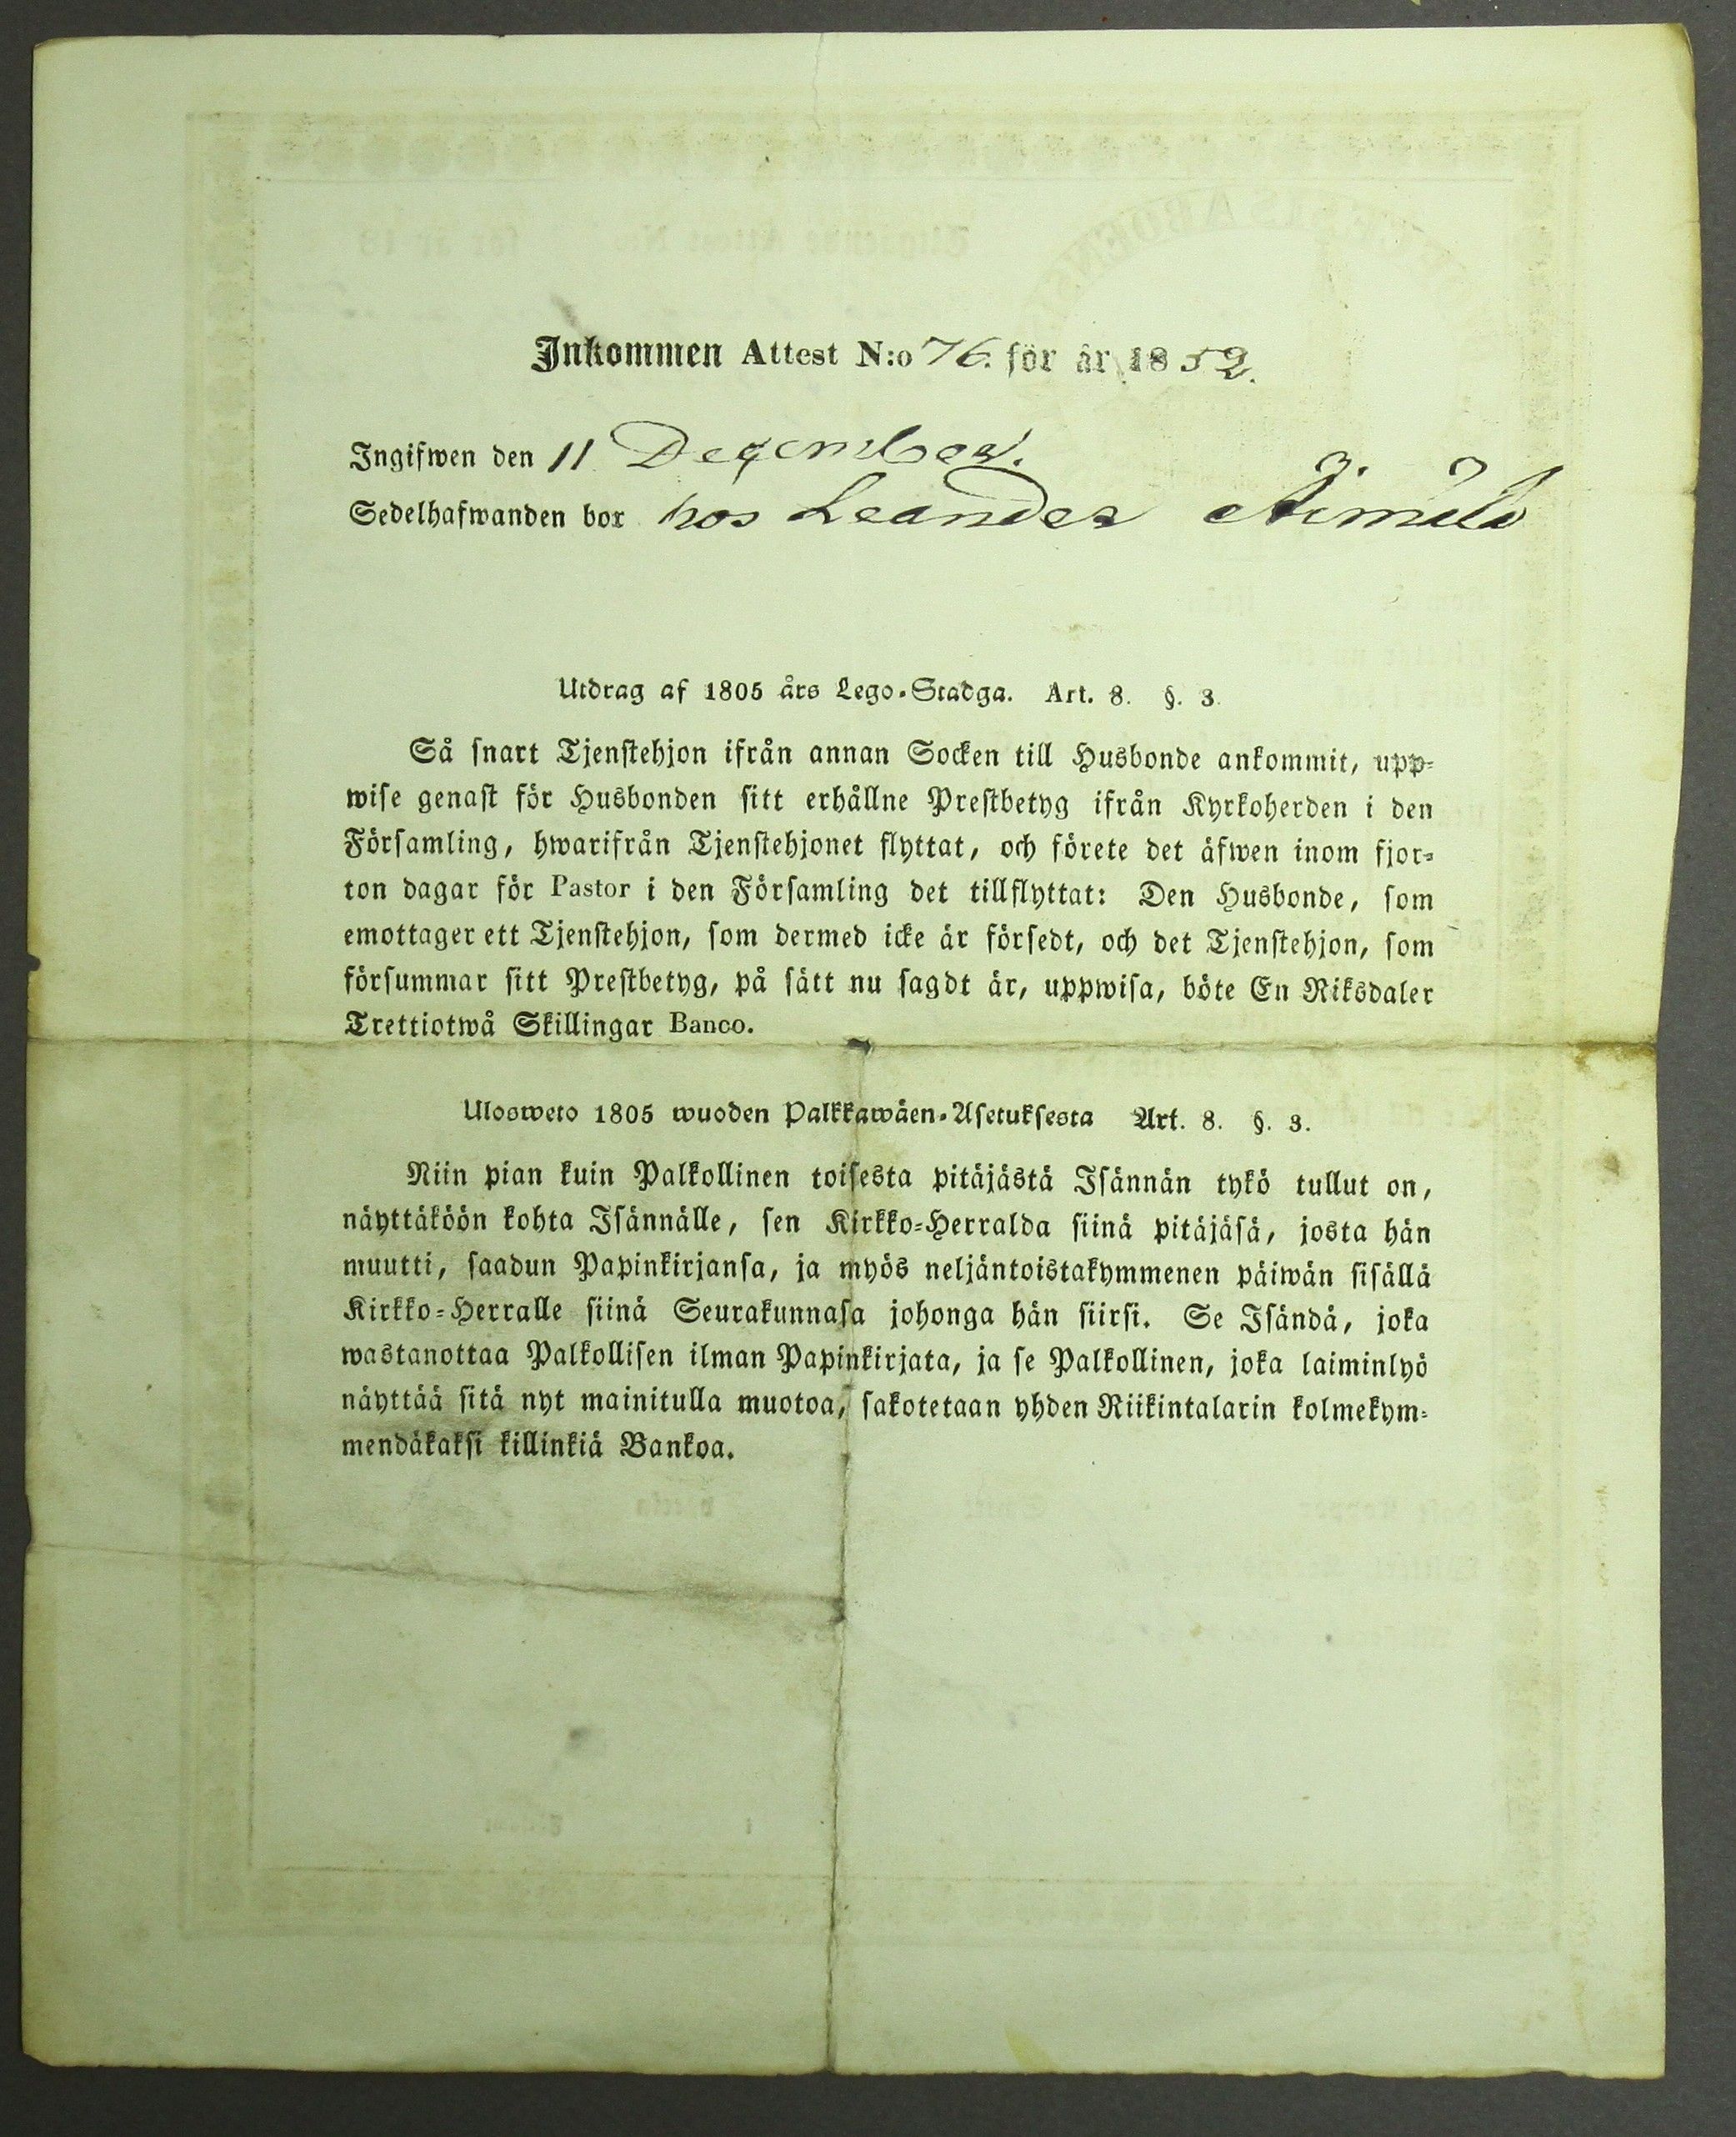 Inkommen Attest N:o 76. för år 1852.
Ingifwen den 11 December.
Sedelhafwanden bor hos Leander Äimälä
Utdrag af 1805 års Lego-Stadga. Art. 8. §. 3.
Så snart Tjenstehjon ifrån annan Socken till Husbonde ankommit, upp-
wise genast för Husbonden sitt erhållne Prestbetyg ifrån Kyrkoherden i den
Församling, hwarifrån Tjenstehjonet flyttat, och förete det äfwen inom fjor-
ton dagar för Pastor i den Församling det tillflyttat: Den Husbonde, som
emottager ett Tjenstehjon, som dermed icke är försedt, och det Tjenstehjon, som
försummar sitt Prestbetyg, på sätt nu sagdt är, uppwisa, böte En Riksdaler
Trettiotwå Skillingar Banco.
Ulosweto 1805 wuoden Palkkawäen-Asetuksesta Art. 8. §. 3.
Niin pian kuin Palkollinen toisesta pitäjästä Isännän tykö tullut on,
näyttäköön kohta Isännälle, sen Kirkko-Herralda siinä pitäjäsä, josta hän
muutti, saadun Papinkirjansa, ja myös neljäntoistakymmenen päiwän sisällä
Kirkko-Herralle siinä Seurakunnasa johonga hän siirsi. Se Isändä, joka
wastanottaa Palkollisen ilman Papinkirjata, ja se Palkollinen, joka laiminlyö
näyttää sitä nyt mainitulla muotoa, sakotetaan yhden Riikintalarin kolmekym-
mendäkaksi killinkiä Bankoa.